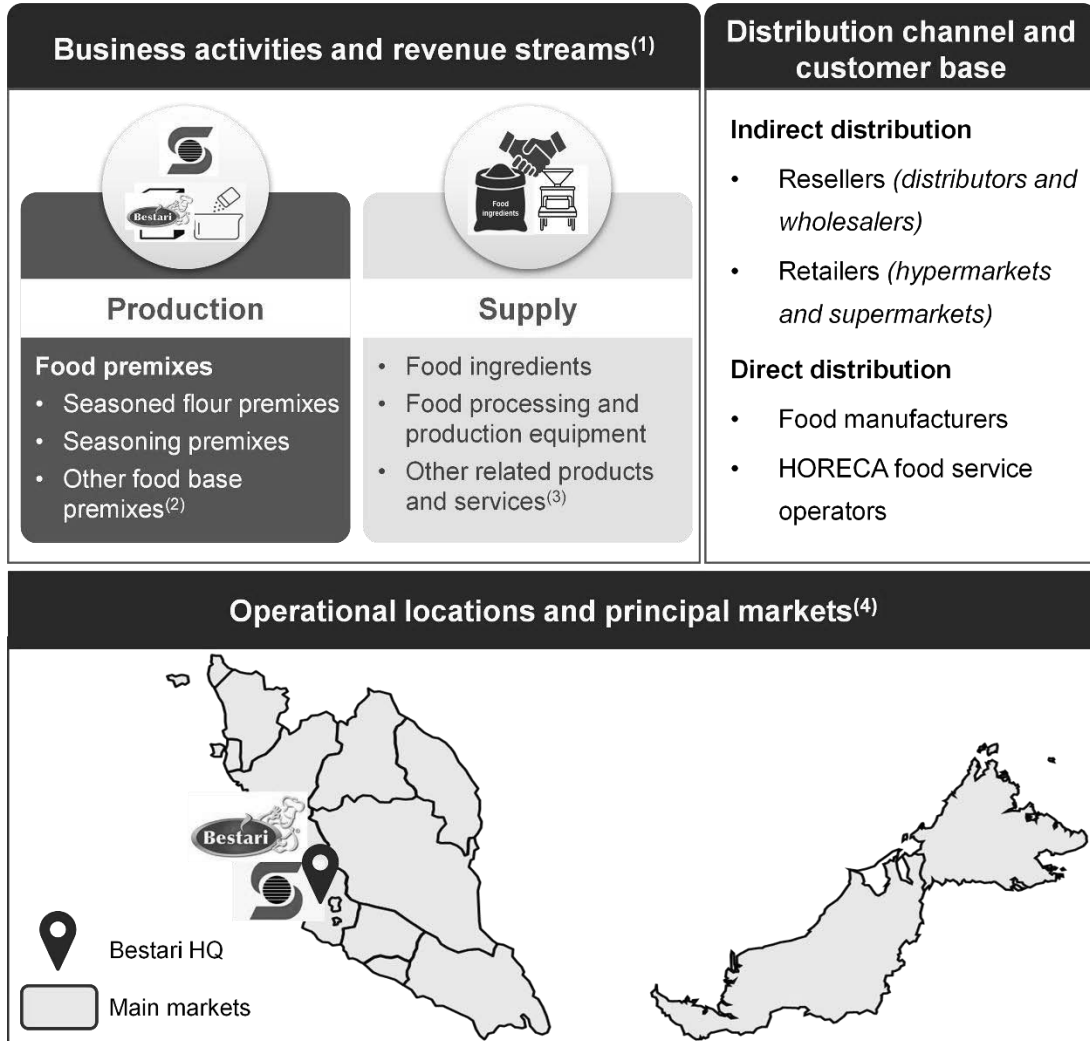 Business activities and revenue streams(1)
Bestari
Food
ingredients
Production
Food premixes
• Seasoned flour premixes
• Seasoning premixes
• Other food base
premixes(2)
Supply
• Food ingredients
• Food processing and
production equipment
• Other related products
and services(3)
Distribution channel and
customer base
Indirect distribution
• Resellers (distributors and
wholesalers)
• Retailers (hypermarkets
and supermarkets)
Direct distribution
• Food manufacturers
• HORECA food service
operators
Operational locations and principal markets(4)
Bestari
Bestari HQ
Main markets